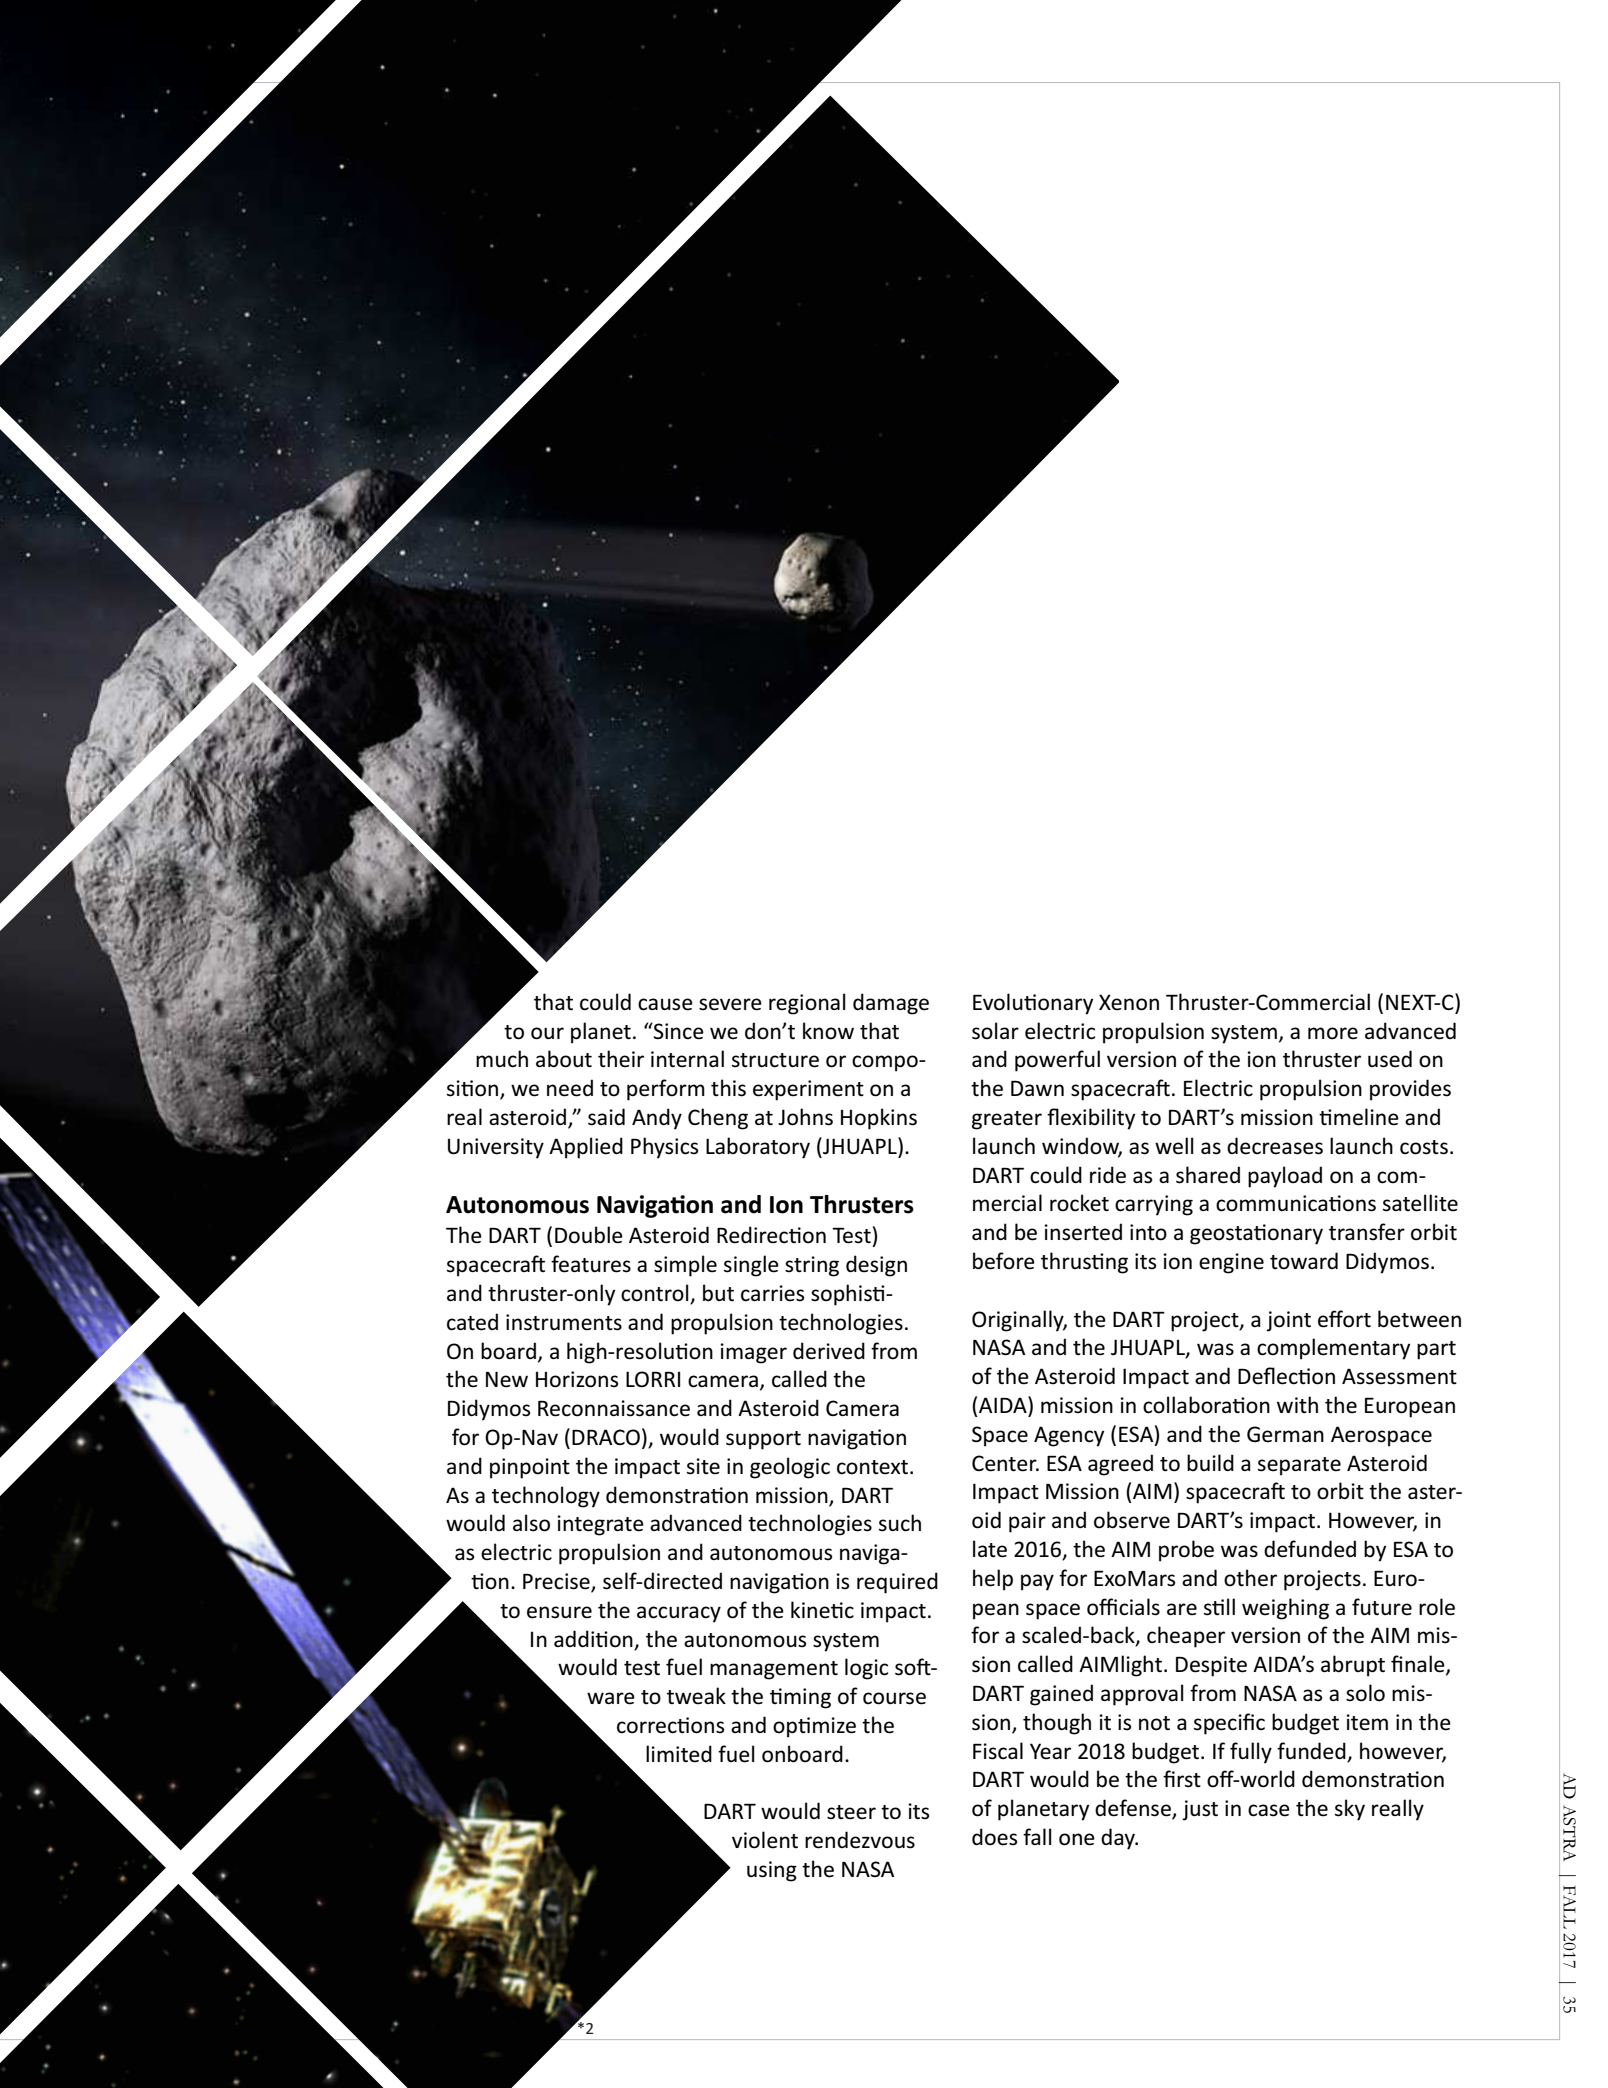 that could cause severe regional damage
to our planet. “Since we don’t know that
much about their internal structure or compo-
sition, we need to perform this experiment on a
real asteroid,” said Andy Cheng at Johns Hopkins
University Applied Physics Laboratory (JHUAPL).
Autonomous Navigation and Ion Thrusters
The DART (Double Asteroid Redirection Test)
spacecraft features a simple single string design
and thruster-only control, but carries sophisti-
cated instruments and propulsion technologies.
On board, a high-resolution imager derived from
the New Horizons LORRI camera, called the
Didymos Reconnaissance and Asteroid Camera
for Op-Nav (DRACO), would support navigation
and pinpoint the impact site in geologic context.
As a technology demonstration mission, DART
would also integrate advanced technologies such
as electric propulsion and autonomous naviga-
tion. Precise, self-directed navigation is required
to ensure the accuracy of the kinetic impact.
In addition, the autonomous system
would test fuel management logic soft-
ware to tweak the timing of course
corrections and optimize the
limited fuel onboard.
DART would steer to its
violent rendezvous
using the NASA
Evolutionary Xenon Thruster-Commercial (NEXT-C)
solar electric propulsion system, a more advanced
and powerful version of the ion thruster used on
the Dawn spacecraft. Electric propulsion provides
greater flexibility to DART’s mission timeline and
launch window, as well as decreases launch costs.
DART could ride as a shared payload on a com-
mercial rocket carrying a communications satellite
and be inserted into a geostationary transfer orbit
before thrusting its ion engine toward Didymos.
Originally, the DART project, a joint effort between
NASA and the JHUAPL, was a complementary part
of the Asteroid Impact and Deflection Assessment
(AIDA) mission in collaboration with the European
Space Agency (ESA) and the German Aerospace
Center. ESA agreed to build a separate Asteroid
Impact Mission (AIM) spacecraft to orbit the aster-
oid pair and observe DART’s impact. However, in
late 2016, the AIM probe was defunded by ESA to
help pay for ExoMars and other projects. Euro-
pean space officials are still weighing a future role
for a scaled-back, cheaper version of the AIM mis-
sion called AIMlight. Despite AIDA’s abrupt finale,
DART gained approval from NASA as a solo mis-
sion, though it is not a specific budget item in the
Fiscal Year 2018 budget. If fully funded, however,
DART would be the first off-world demonstration
of planetary defense, just in case the sky really
does fall one day.
*2
AD ASTRA | FALL 2017 | 35